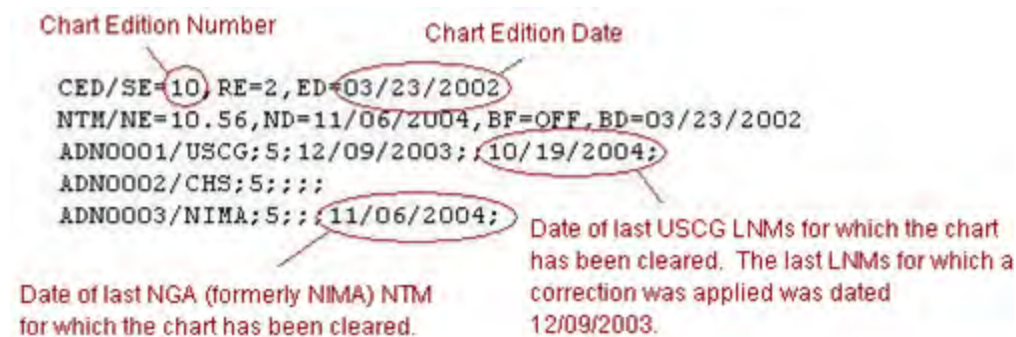 Chart Edition Number
Chart Edition Date
CED/SE=10,RE=2,ED=03/23/2002
NTM/NE=10.56,ND=11/06/2004,BF=OFF,BD=03/23/2002
ADN0001/USCG;5;12/09/2003;;10/19/2004;
ADN0002/CHS;5;;;;
ADN0003/NIMA;5;;;11/06/2004;
Date of last USCG LNMs for which the chart
has been cleared. The last LNMs for which a
correction was applied was dated
12/09/2003.
Date of last NGA (formerly NIMA) NTM
for which the chart has been cleared.